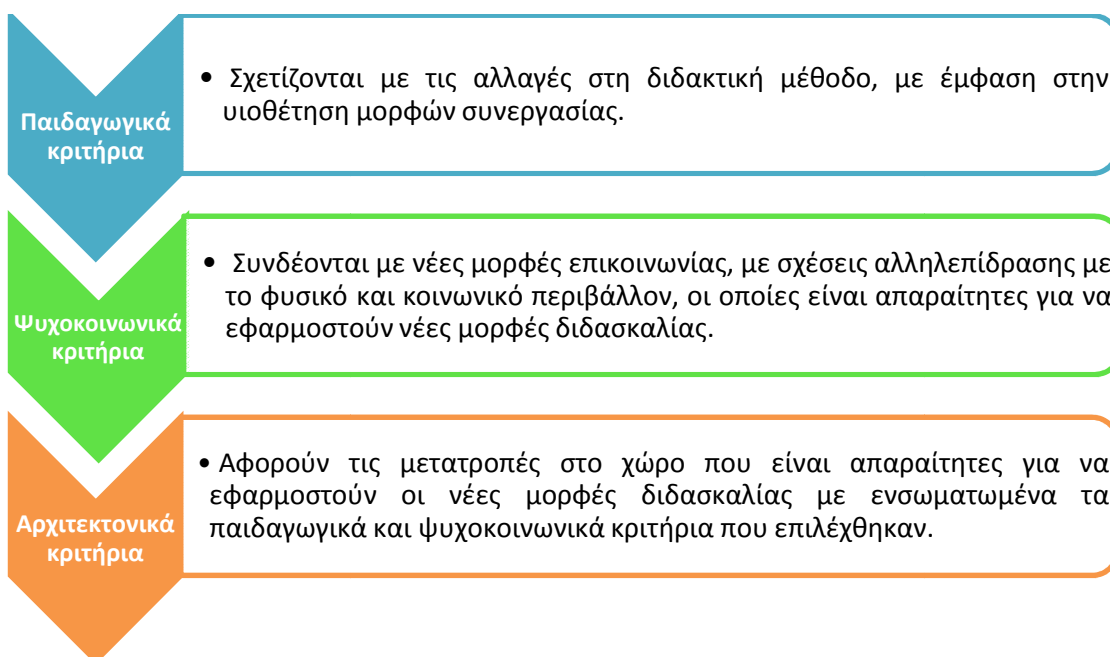 Παιδαγωγικά
κριτήρια
• Σχετίζονται με τις αλλαγές στη διδακτική μέθοδο, με έμφαση στην
υιοθέτηση μορφών συνεργασίας.
Ψυχοκοινωνικά
κριτήρια
• Συνδέονται με νέες μορφές επικοινωνίας, με σχέσεις αλληλεπίδρασης με
το φυσικό και κοινωνικό περιβάλλον, οι οποίες είναι απαραίτητες για να
εφαρμοστούν νέες μορφές διδασκαλίας.
Αρχιτεκτονικά
κριτήρια
• Αφορούν τις μετατροπές στο χώρο που είναι απαραίτητες για να
εφαρμοστούν οι νέες μορφές διδασκαλίας με ενσωματωμένα τα
παιδαγωγικά και ψυχοκοινωνικά κριτήρια που επιλέχθηκαν.